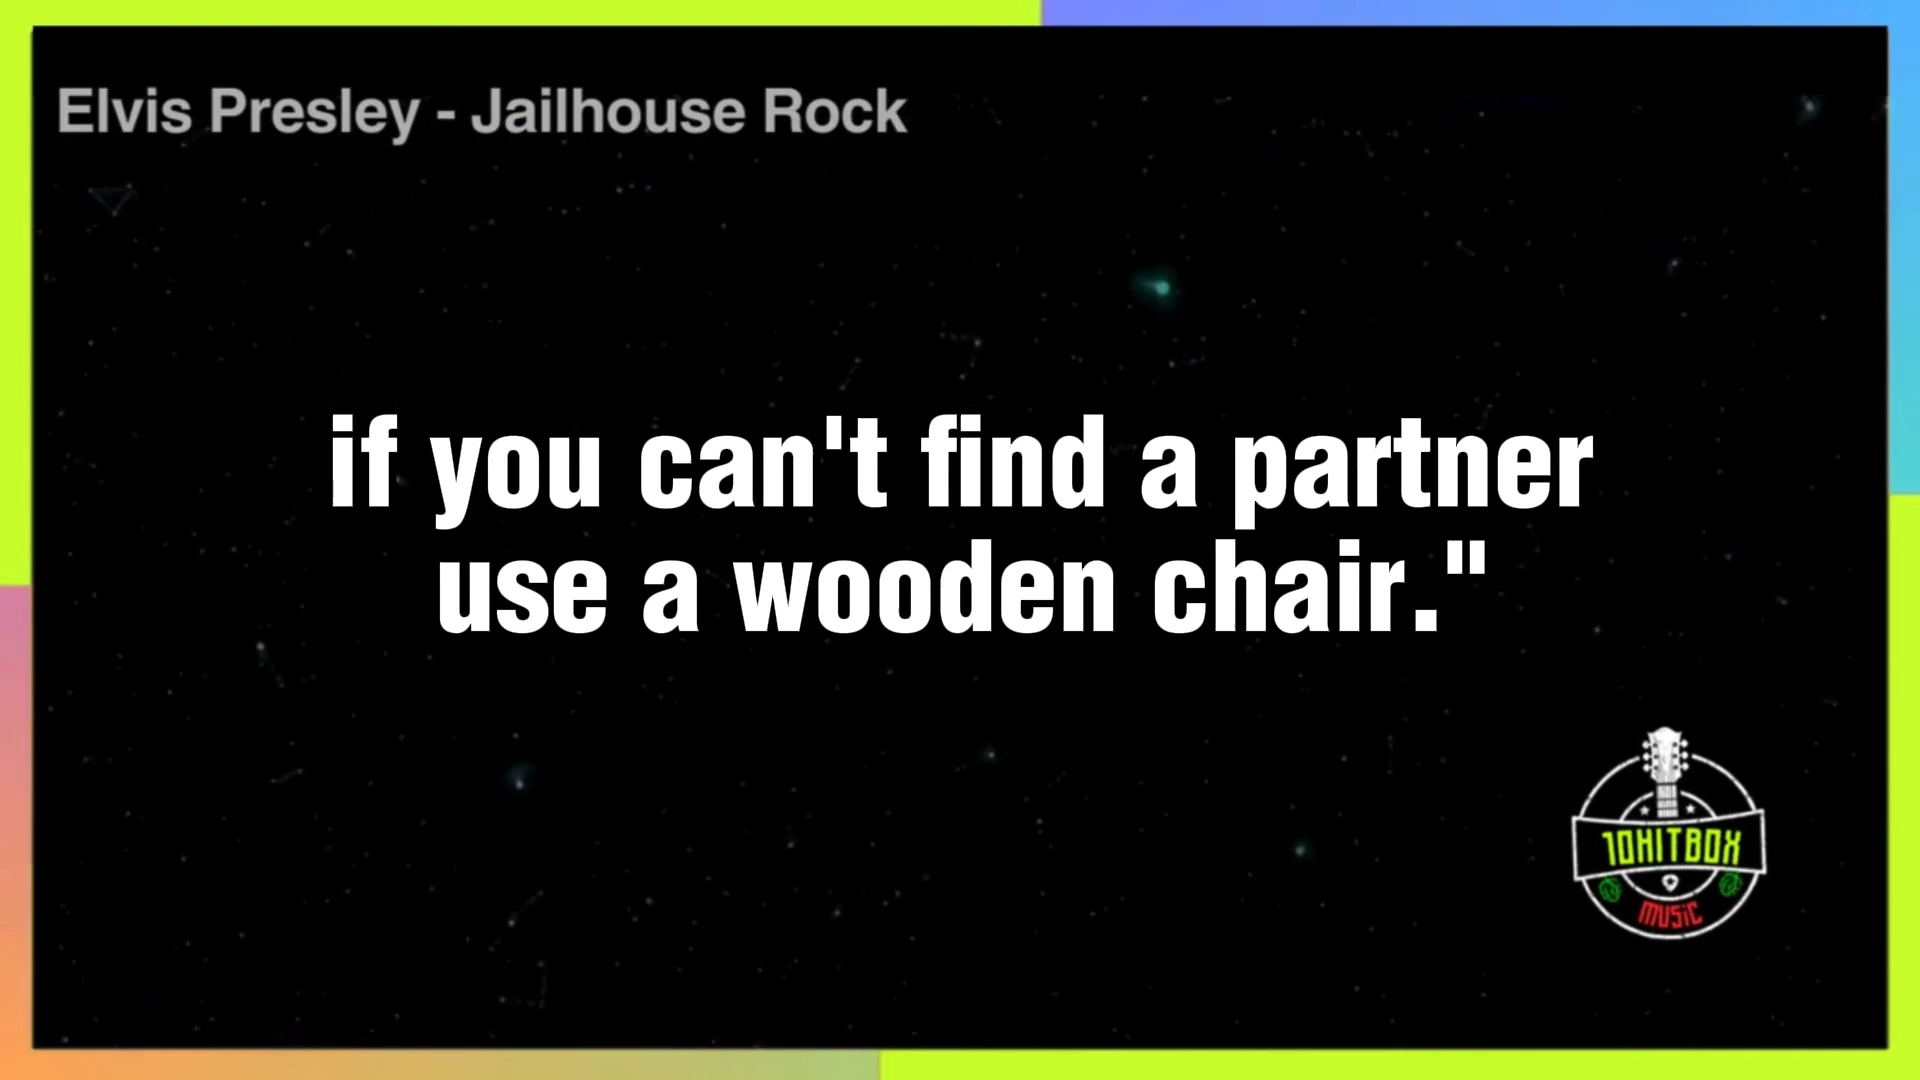 Elvis Presley - Jailhouse Rock
if you can't find a partner
use a wooden chair."
10HITBOX
MUSIC